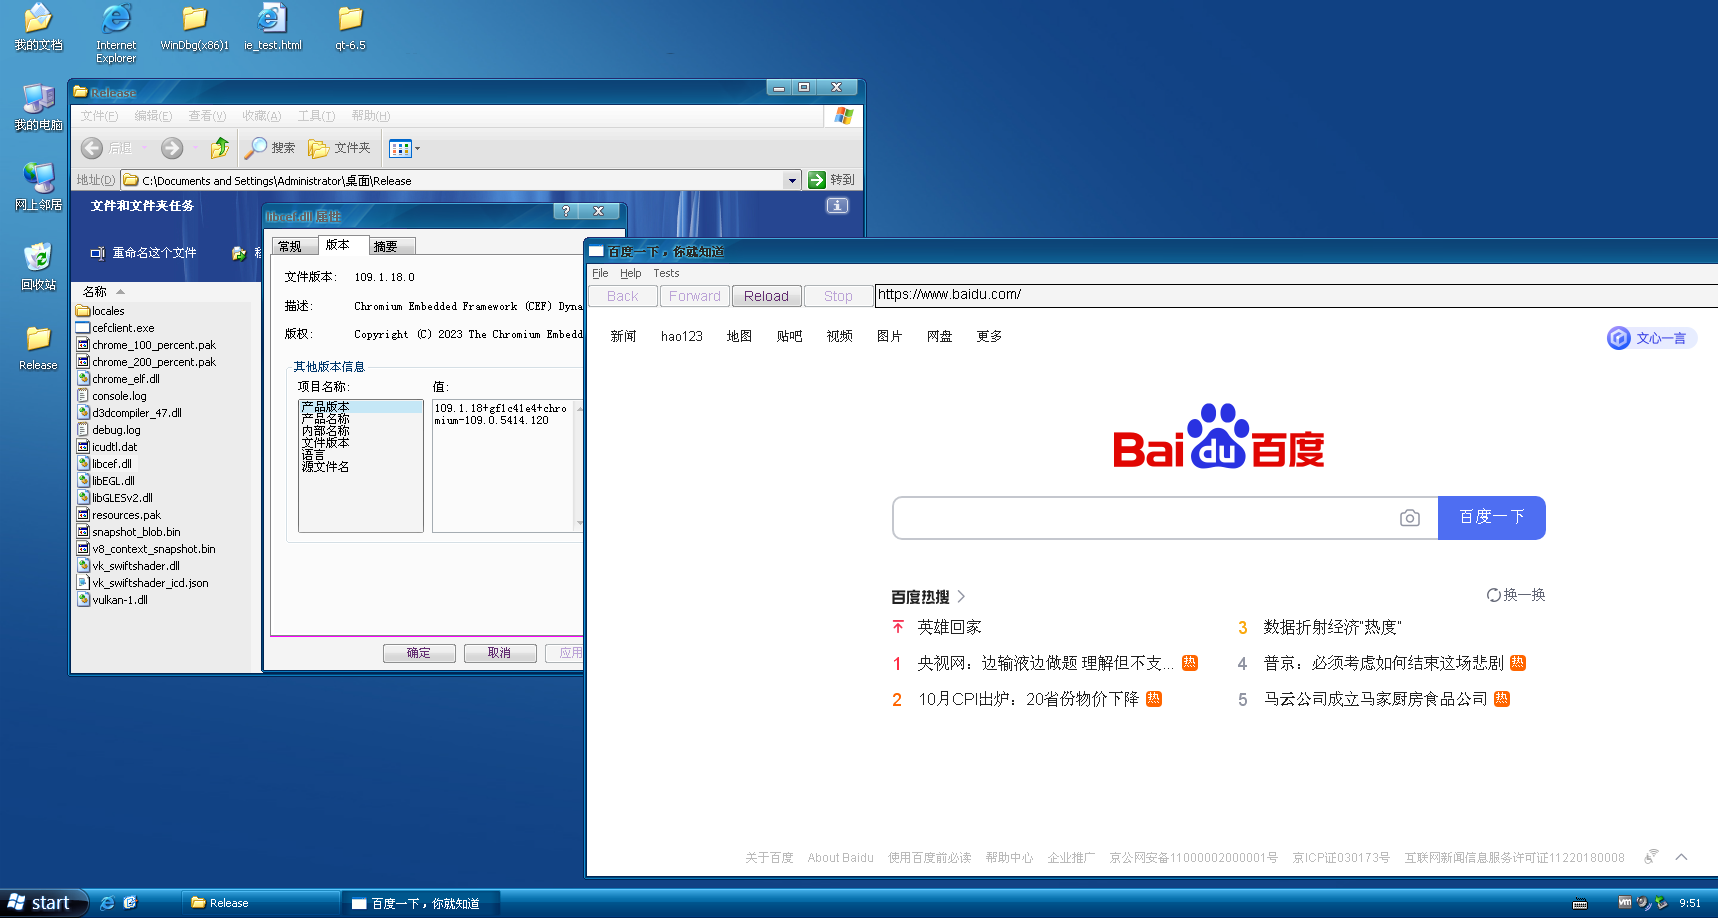 我的文档
Internet Explorer
WinDbg(x86)1
ie_test.html
qt-6.5
我的电脑
网上邻居
回收站
Release
Release
文件(F) 编辑(E) 查看(V) 收藏(A) 工具(T) 帮助(H)
后退 搜索 文件夹
地址(D) C:\Documents and Settings\Administrator\桌面\Release 转到
文件和文件夹任务
重命名这个文件
名称
locales
cefclient.exe
chrome_100_percent.pak
chrome_200_percent.pak
chrome_elf.dll
console.log
d3dcompiler_47.dll
debug.log
icudtl.dat
libcef.dll
libEGL.dll
libGLESv2.dll
resources.pak
snapshot_blob.bin
v8_context_snapshot.bin
vk_swiftshader.dll
vk_swiftshader_icd.json
vulkan-1.dll
libcef.dll 属性
常规 版本 摘要
文件版本: 109.1.18.0
描述: Chromium Embedded Framework (CEF) Dyna
版权: Copyright (C) 2023 The Chromium Embedd
其他版本信息
项目名称: 值:
产品版本
产品名称
内部名称
文件版本
语言
源文件名
109.1.18+gf1c41e4+chro
mium-109.0.5414.120
确定 取消 应用
百度一下，你就知道
File Help Tests
Back Forward Reload Stop https://www.baidu.com/
新闻 hao123 地图 贴吧 视频 图片 网盘 更多 文心一言
Bai du 百度
百度一下
百度热搜 换一换
英雄回家
1 央视网：边输液边做题 理解但不支... 热
2 10月CPI出炉：20省份物价下降 热
3 数据折射经济"热度"
4 普京：必须考虑如何结束这场悲剧 热
5 马云公司成立马家厨房食品公司 热
关于百度 About Baidu 使用百度前必读 帮助中心 企业推广 京公网安备11000002000001号 京ICP证030173号 互联网新闻信息服务许可证11220180008
start Release 百度一下，你就知道 9:51